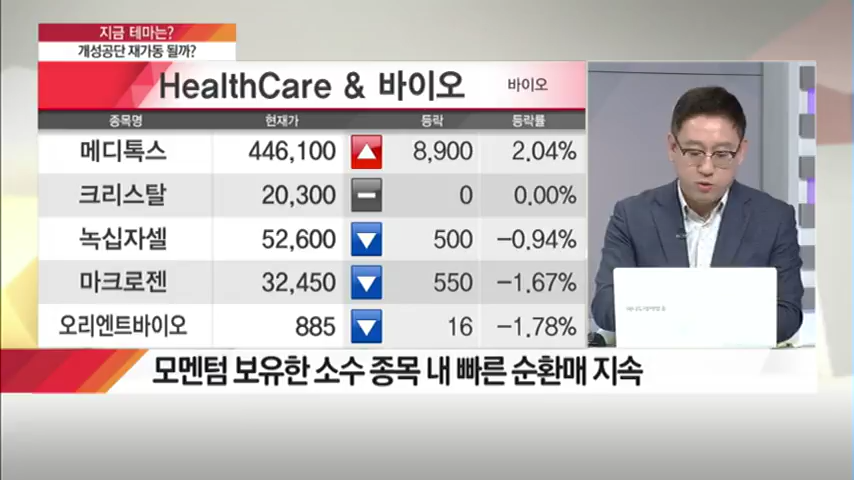 지금 테마는?
개성공단 재가동 될까?
HealthCare & 바이오 바이오
종목명 현재가 등락 등락률
메디톡스 446,100 ▲ 8,900 2.04%
크리스탈 20,300 − 0 0.00%
녹십자셀 52,600 ▼ 500 −0.94%
마크로젠 32,450 ▼ 550 −1.67%
오리엔트바이오 885 ▼ 16 −1.78%
모멘텀 보유한 소수 종목 내 빠른 순환매 지속